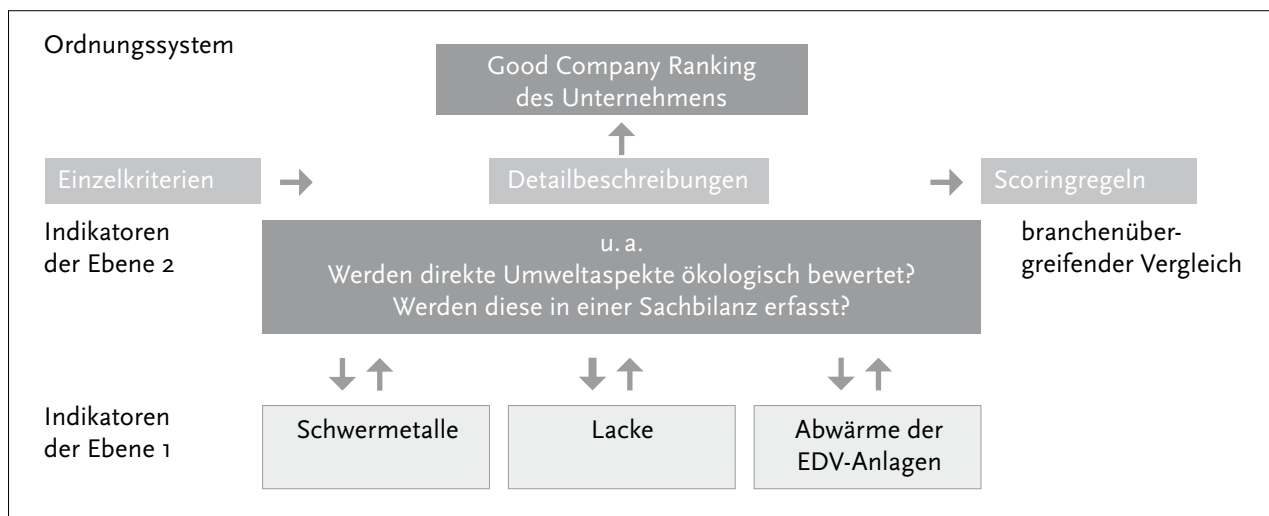 Ordnungssystem
Good Company Ranking
des Unternehmens
Einzelkriterien
Detailbeschreibungen
Scoringregeln
Indikatoren
der Ebene 2
u. a.
Werden direkte Umweltaspekte ökologisch bewertet?
Werden diese in einer Sachbilanz erfasst?
branchenüber-
greifender Vergleich
Indikatoren
der Ebene 1
Schwermetalle
Lacke
Abwärme der
EDV-Anlagen